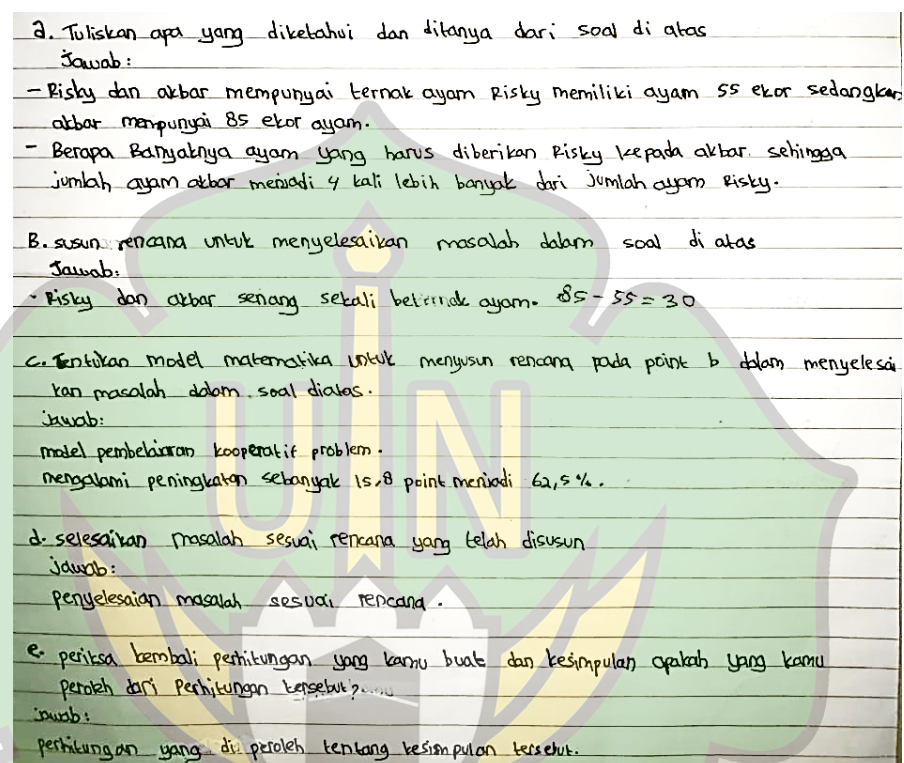 a. Tuliskan apa yang diketahui dan ditanya dari soal di atas
Jawab:
- Risky dan akbar mempunyai ternak ayam Risky memiliki ayam 55 ekor sedangkan
akbar mempunyai 85 ekor ayam.
- Berapa Banyaknya ayam yang harus diberikan Risky kepada akbar. sehingga
jumlah ayam akbar menjadi 4 kali lebih banyak dari jumlah ayam Risky.
B. susun rencana untuk menyelesaikan masalah dalam soal di atas
Jawab:
- Risky dan akbar senang sekali beternak ayam. 85 - 55 = 30
C. Tentukan model matematika untuk menyusun rencana pada point b dalam menyelesai
kan masalah dalam soal diatas.
jawab:
model pembelajaran kooperatif problem.
mengalami peningkatan sebanyak 15,8 point menjadi 62,5 %.
d. selesaikan masalah sesuai rencana yang telah disusun
jawab:
penyelesaian masalah sesuai rencana.
e. periksa kembali perhitungan yang kamu buat dan kesimpulan apakah yang kamu
peroleh dari Perhitungan tersebut?
jawab:
perhitungan yang di peroleh tentang kesimpulan tersebut.
UIN